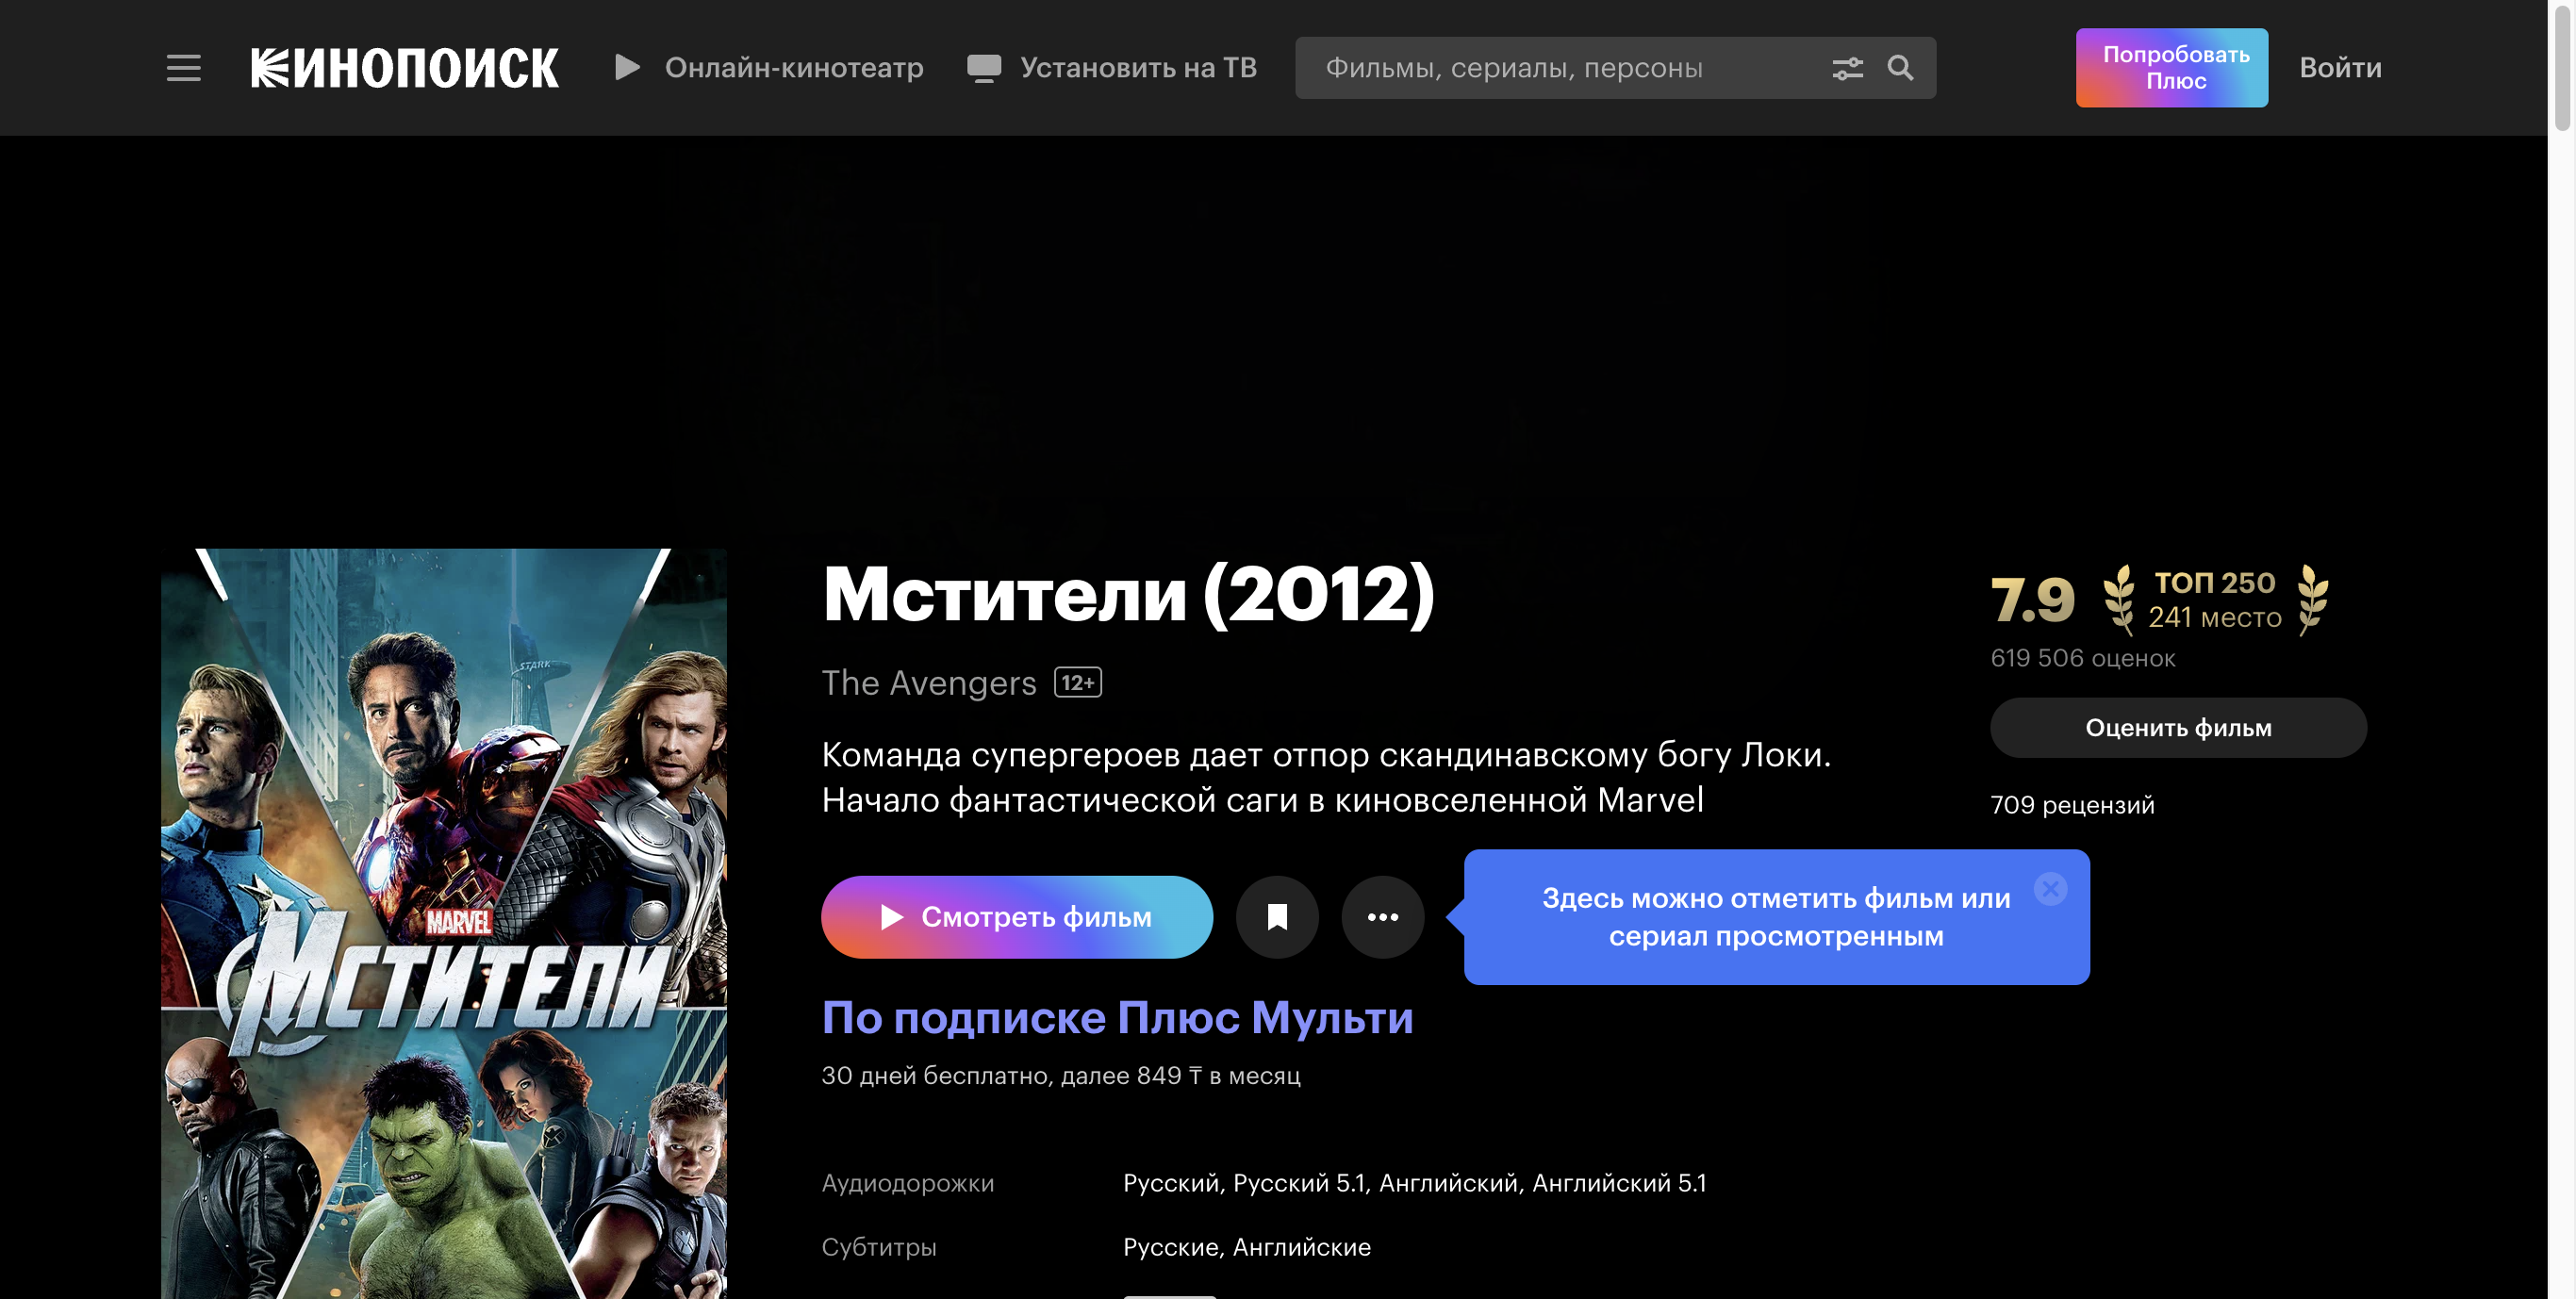 КИНОПОИСК
Онлайн-кинотеатр
Установить на ТВ
Фильмы, сериалы, персоны
Попробовать
Плюс
Войти
STARK
MARVEL
МСТИТЕЛИ
Мстители (2012)
The Avengers 12+
Команда супергероев дает отпор скандинавскому богу Локи.
Начало фантастической саги в киновселенной Marvel
Смотреть фильм
Здесь можно отметить фильм или
сериал просмотренным
По подписке Плюс Мульти
30 дней бесплатно, далее 849 ₸ в месяц
Аудиодорожки Русский, Русский 5.1, Английский, Английский 5.1
Субтитры Русские, Английские
7.9
ТОП 250
241 место
619 506 оценок
Оценить фильм
709 рецензий